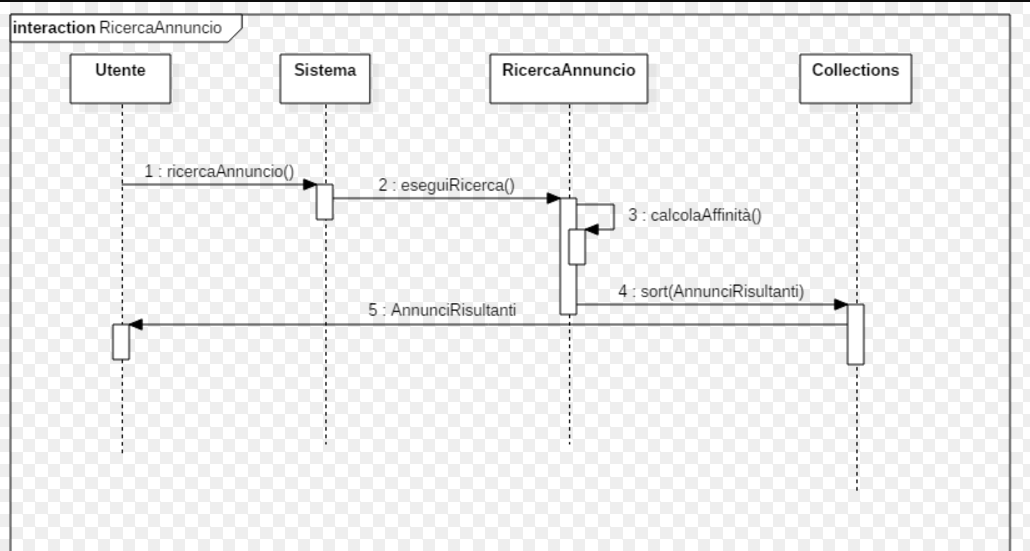 interaction RicercaAnnuncio
Utente
Sistema
RicercaAnnuncio
Collections
1 : ricercaAnnuncio()
2 : eseguiRicerca()
3 : calcolaAffinità()
4 : sort(AnnunciRisultanti)
5 : AnnunciRisultanti